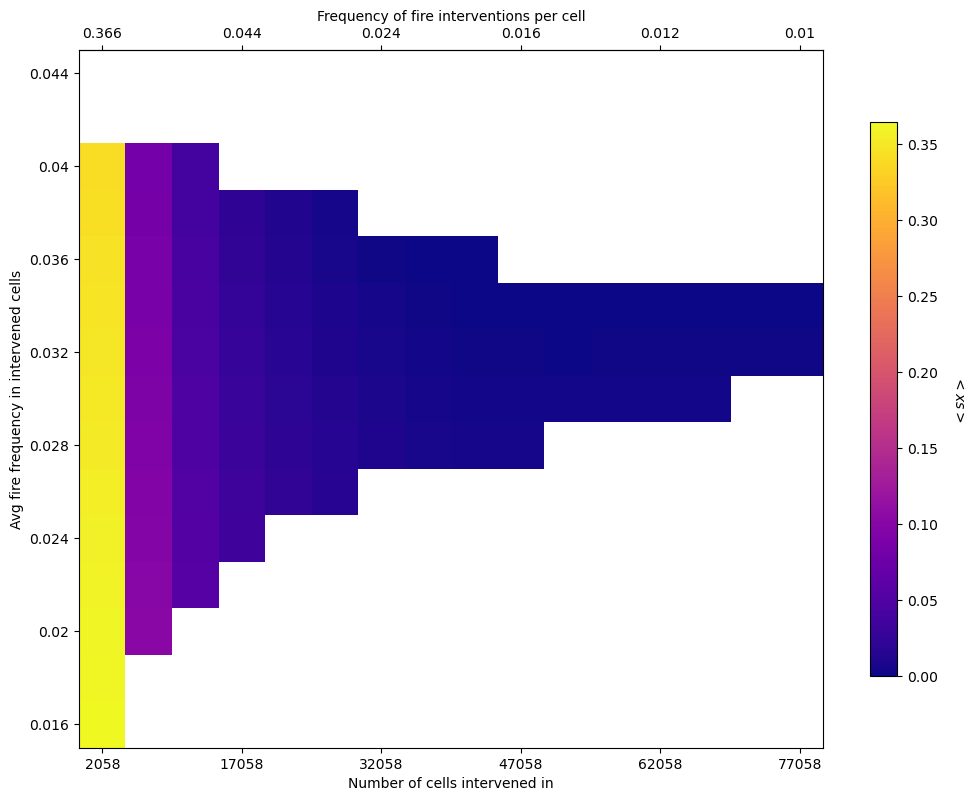 Frequency of fire interventions per cell
0.366 0.044 0.024 0.016 0.012 0.01
0.044
0.04
0.036
0.032
0.028
0.024
0.02
0.016
Avg fire frequency in intervened cells
2058 17058 32058 47058 62058 77058
Number of cells intervened in
0.35
0.30
0.25
0.20
0.15
0.10
0.05
0.00
< sx >